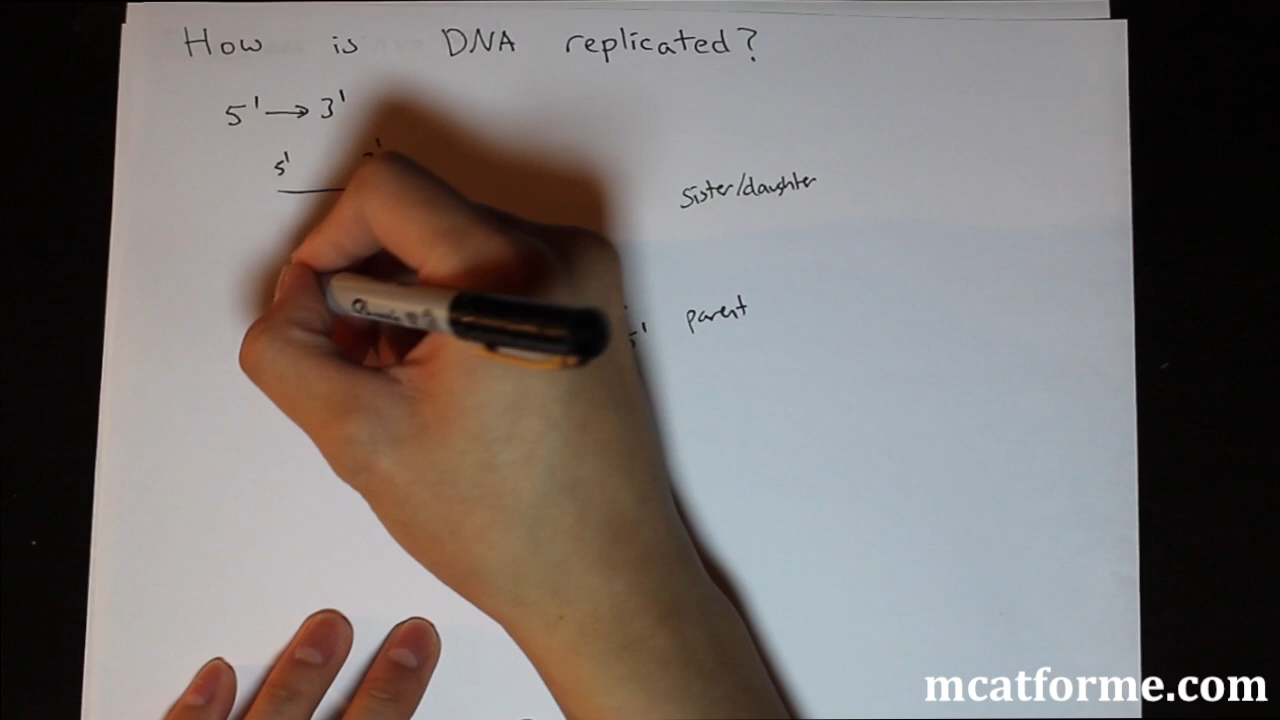 How is DNA replicated?
5' → 3'
5'
sister/daughter
parent
5'
mcatforme.com